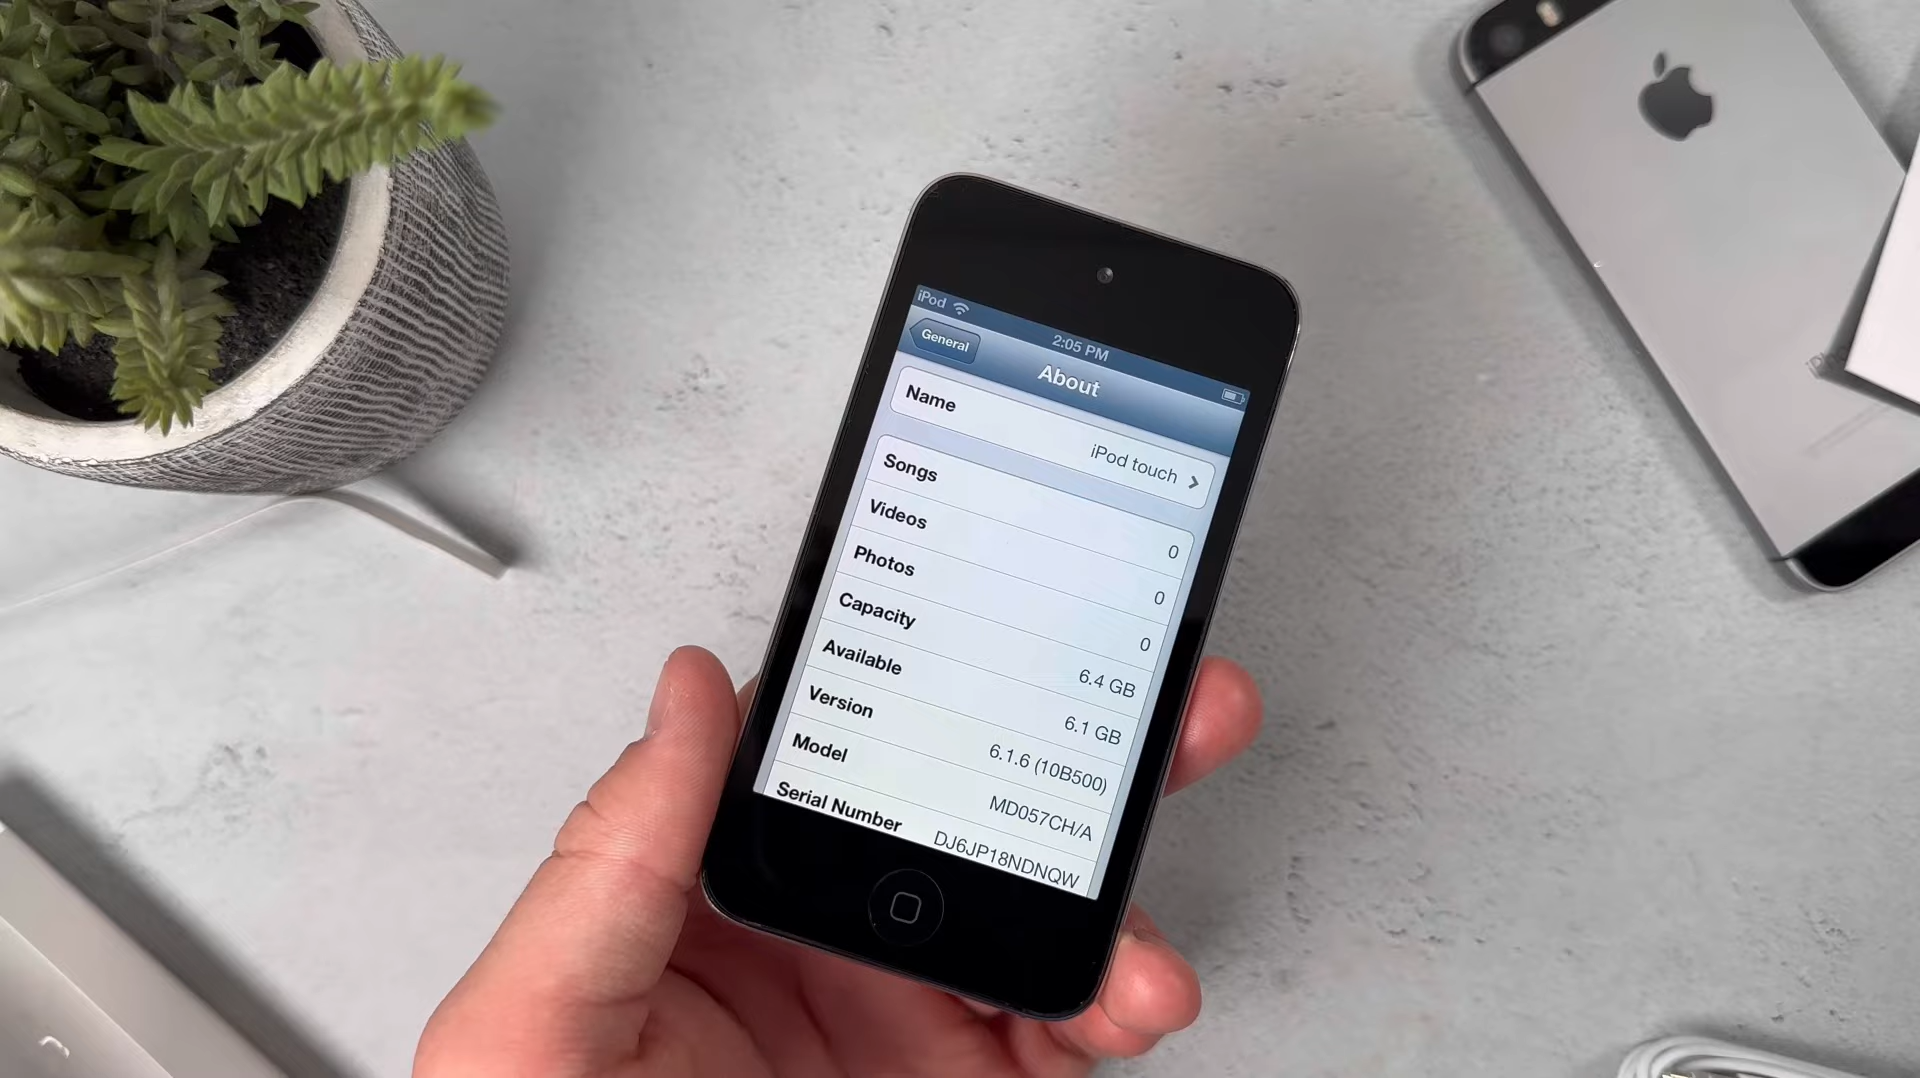 iPod
2:05 PM
General
About
Name iPod touch
Songs 0
Videos 0
Photos 0
Capacity 6.4 GB
Available 6.1 GB
Version 6.1.6 (10B500)
Model MD057CH/A
Serial Number DJ6JP18NDNQW